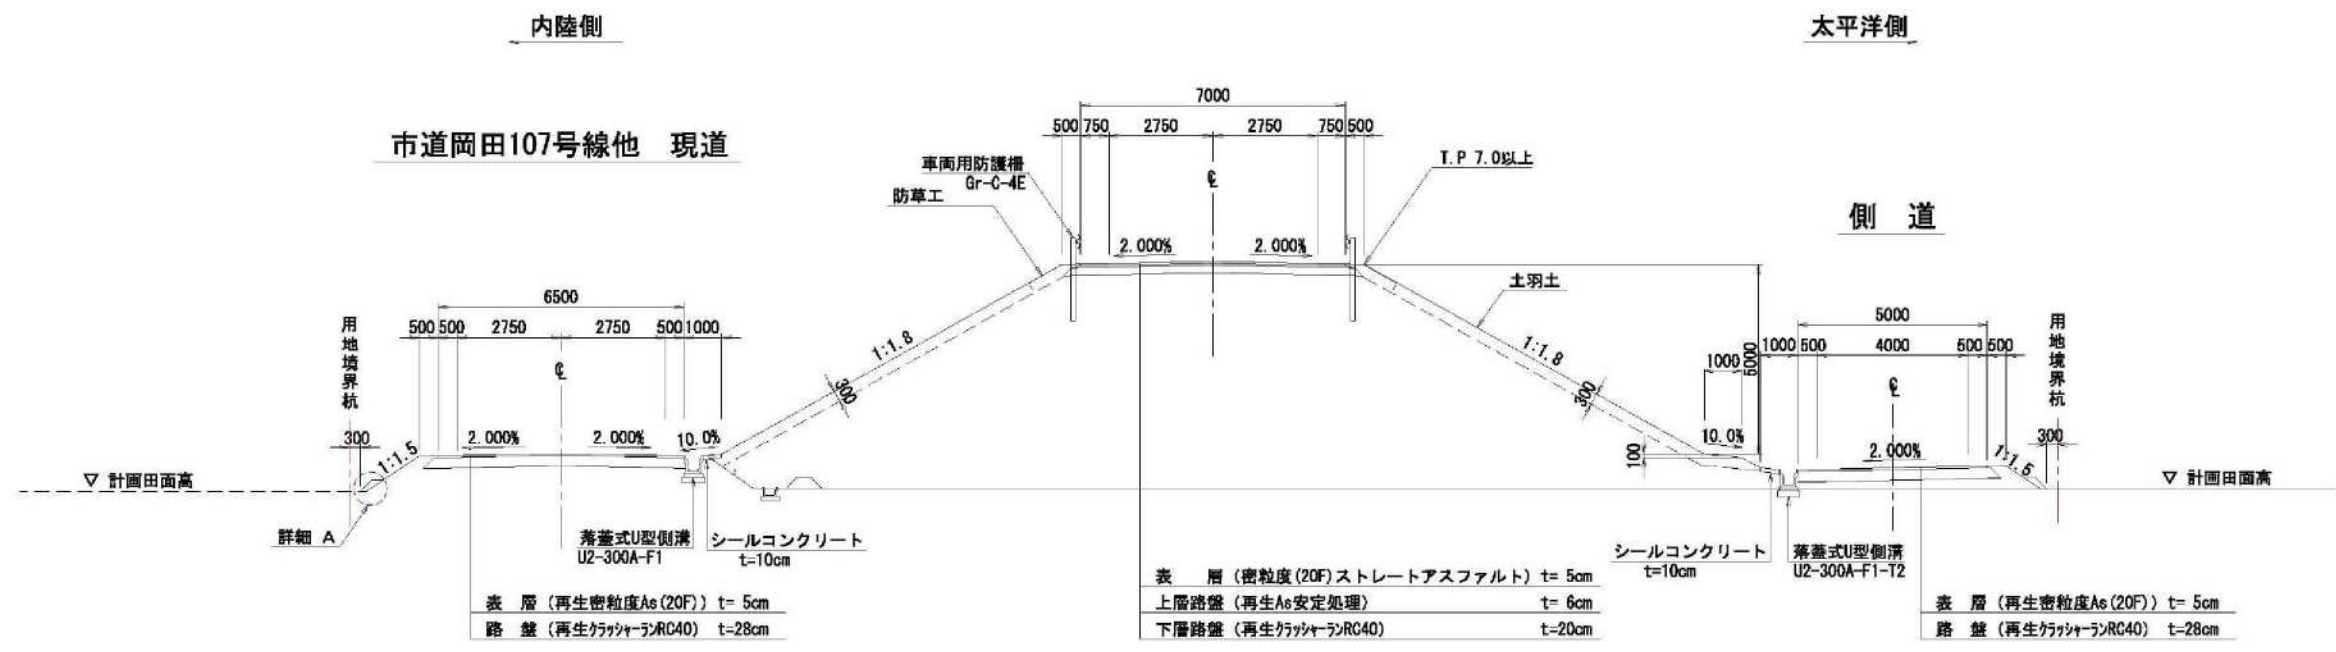 内陸側
太平洋側
市道岡田107号線他　現道
側　道
7000
500 750 2750 2750 750 500
車両用防護柵
Gr-C-4E
防草工
T.P 7.0以上
℄
2.000% 2.000%
土羽土
6500
500 500 2750 2750 500 1000
℄
用地境界杭
300
1:1.5
2.000% 2.000% 10.0%
1:1.8
300
1:1.8
300
5000
1000 500 4000 500 500
1000
5000
℄
用地境界杭
10.0%
100
2.000%
300
1:1.5
▽ 計画田面高
▽ 計画田面高
詳細 A
落蓋式U型側溝
U2-300A-F1
シールコンクリート
t=10cm
シールコンクリート
t=10cm
落蓋式U型側溝
U2-300A-F1-T2
表　層（再生密粒度As(20F)） t= 5cm
路　盤（再生クラッシャーランRC40） t=28cm
表　　層（密粒度(20F)ストレートアスファルト） t= 5cm
上層路盤（再生As安定処理） t= 6cm
下層路盤（再生クラッシャーランRC40） t=20cm
表　層（再生密粒度As(20F)） t= 5cm
路　盤（再生クラッシャーランRC40） t=28cm